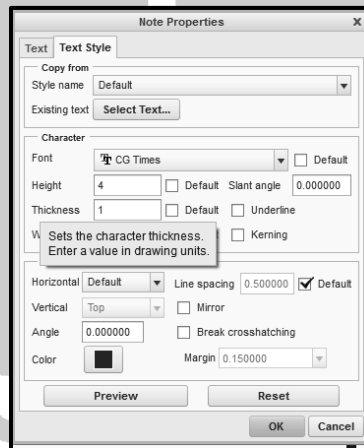 Note Properties x
Text Text Style
Copy from
Style name Default
Existing text Select Text...
Character
Font CG Times Default
Height 4 Default Slant angle 0.000000
Thickness 1 Default Underline
W Default Kerning
Sets the character thickness.
Enter a value in drawing units.
Horizontal Default Line spacing 0.500000 Default
Vertical Top Mirror
Angle 0.000000 Break crosshatching
Color Margin 0.150000
Preview Reset
OK Cancel